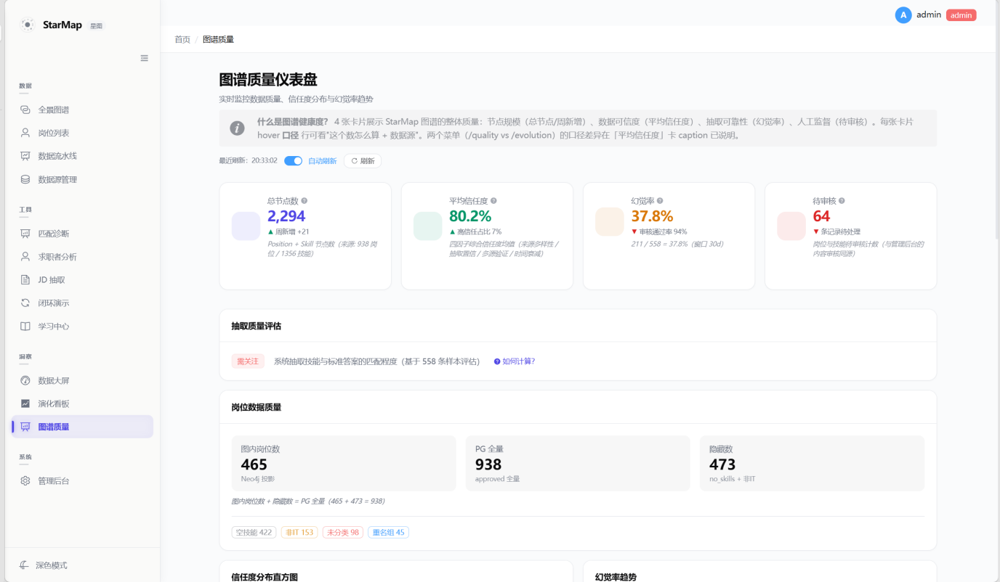 StarMap 星图
数据
全景图谱
岗位列表
数据流水线
数据源管理
工具
匹配诊断
求职者分析
JD 抽取
闭环演示
学习中心
洞察
数据大屏
演化看板
图谱质量
系统
管理后台
深色模式
A admin admin
首页 / 图谱质量
图谱质量仪表盘
实时监控数据质量、信任度分布与幻觉率趋势
什么是图谱健康度? 4 张卡片展示 StarMap 图谱的整体质量：节点规模（总节点/周新增）、数据可信度（平均信任度）、抽取可靠性（幻觉率）、人工监督（待审核）。每张卡片
hover 口径 行可看"这个数怎么算 + 数据源"。两个菜单（/quality vs /evolution）的口径差异在「平均信任度」卡 caption 已说明。
最近刷新：20:33:02 自动刷新 刷新
总节点数
2,294
▲ 周新增 +21
Position + Skill 节点数（来源: 938 岗
位 / 1356 技能）
平均信任度
80.2%
▲ 高信任占比 7%
四因子综合信任度均值（来源多样性 /
抽取置信 / 多源验证 / 时间衰减）
幻觉率
37.8%
▼ 审核通过率 94%
211 / 558 = 37.8%（窗口 30d）
待审核
64
▼ 条记录待处理
岗位与技能待审核计数（与管理后台的
内容审核同源）
抽取质量评估
需关注 系统抽取技能与标准答案的匹配程度（基于 558 条样本评估） 如何计算?
岗位数据质量
图内岗位数
465
Neo4j 投影
PG 全量
938
approved 全量
隐藏数
473
no_skills + 非IT
图内岗位数 + 隐藏数 = PG 全量（465 + 473 = 938）
空技能 422 非IT 153 未分类 98 重名组 45
信任度分布直方图
幻觉率趋势